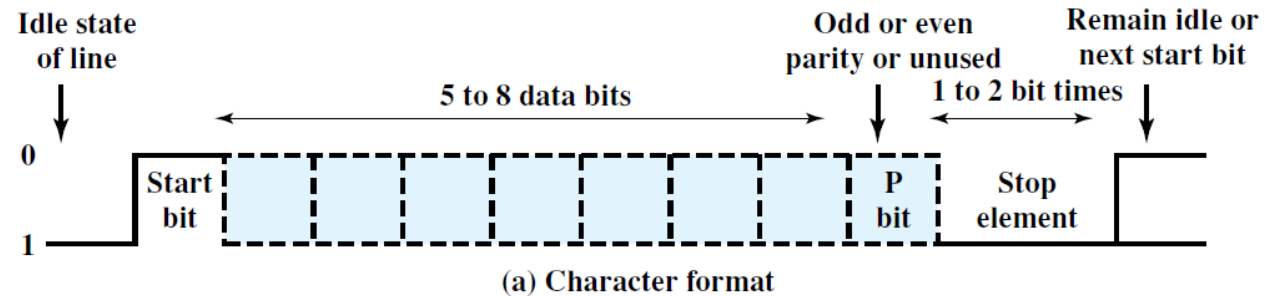 Idle state
of line
Odd or even
parity or unused
Remain idle or
next start bit
5 to 8 data bits
1 to 2 bit times
0
Start
bit
P
bit
Stop
element
1
(a) Character format